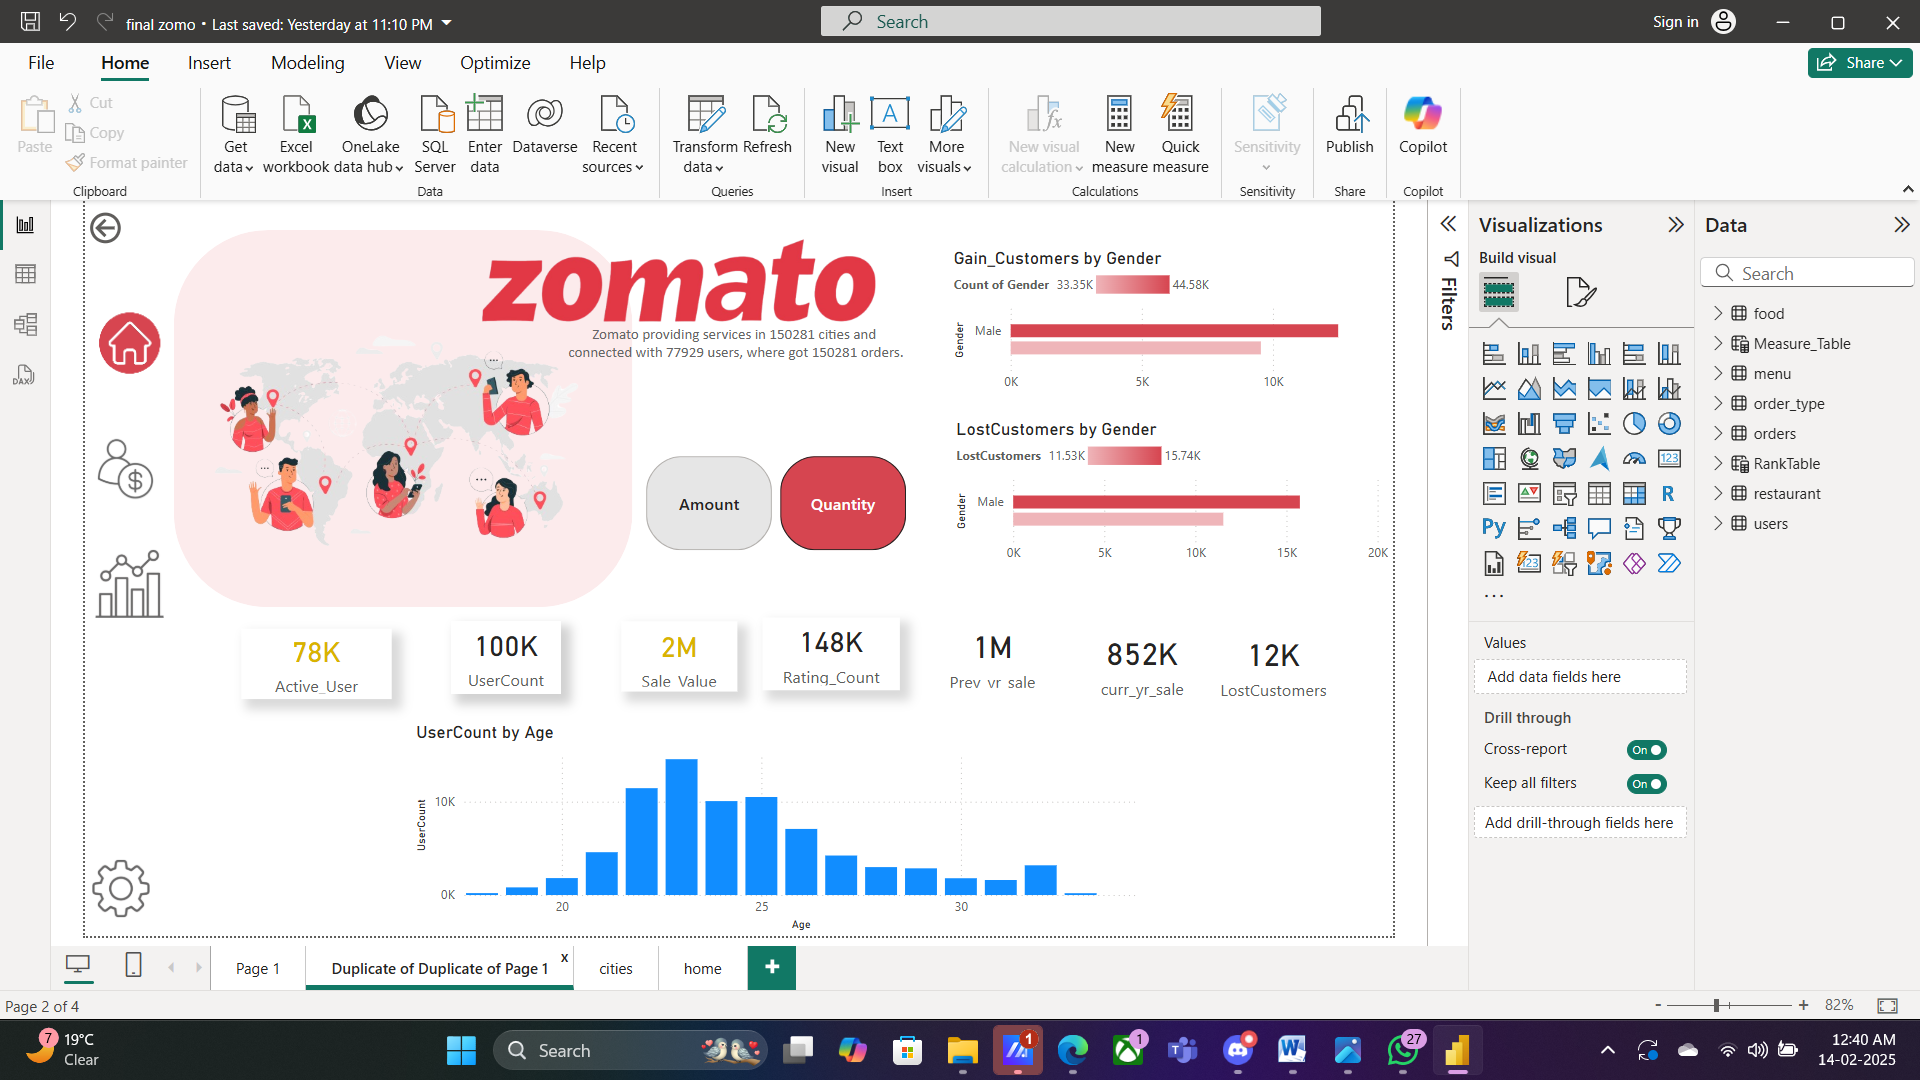 final zomo • Last saved: Yesterday at 11:10 PM
Search
Sign in
File
Home
Insert
Modeling
View
Optimize
Help
Share
Paste
Cut
Copy
Format painter
Clipboard
Get data
Excel workbook
OneLake data hub
SQL Server
Enter data
Dataverse
Recent sources
Data
Transform data
Refresh
Queries
New visual
Text box
More visuals
Insert
New visual calculation
New measure
Quick measure
Calculations
Sensitivity
Sensitivity
Publish
Share
Copilot
Copilot
DAX
zomato
Zomato providing services in 150281 cities and
connected with 77929 users, where got 150281 orders.
Amount
Quantity
Gain_Customers by Gender
Count of Gender 33.35K 44.58K
Gender
Male
0K 5K 10K
LostCustomers by Gender
LostCustomers 11.53K 15.74K
Gender
Male
0K 5K 10K 15K 20K
78K
Active_User
100K
UserCount
2M
Sale_Value
148K
Rating_Count
1M
Prev_yr_sale
852K
curr_yr_sale
12K
LostCustomers
UserCount by Age
UserCount
10K
0K
20 25 30
Age
Filters
Visualizations
Build visual
123
R
Py
123
...
Values
Add data fields here
Drill through
Cross-report
On
Keep all filters
On
Add drill-through fields here
Data
Search
food
Measure_Table
menu
order_type
orders
RankTable
restaurant
users
Page 1
Duplicate of Duplicate of Page 1
x
cities
home
+
Page 2 of 4
- + 82%
7
19°C
Clear
Search
1
1
27
12:40 AM
14-02-2025